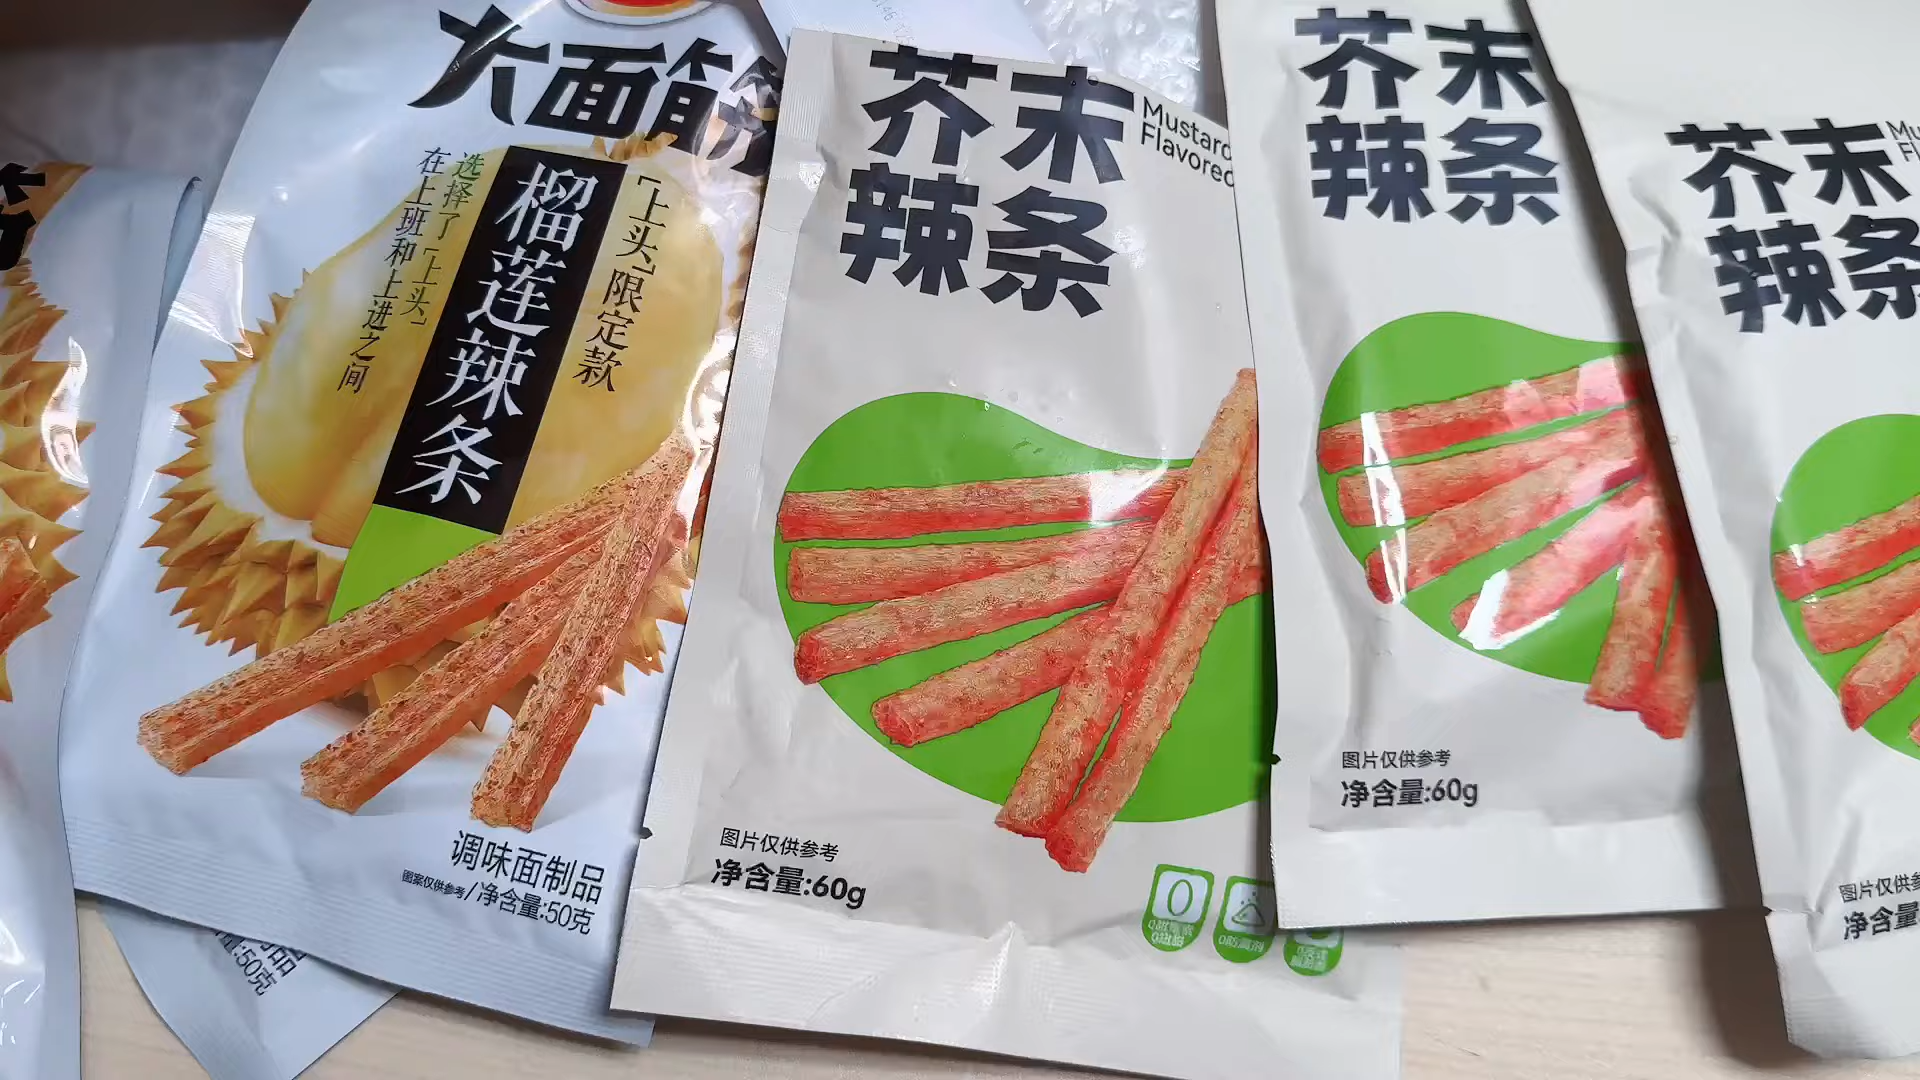 大面筋
「上头」限定款
榴莲辣条
选择了「上头」
在上班和上进之间
调味面制品
图案仅供参考/净含量:50克
:50克
芥末
辣条
Mustard
Flavored
图片仅供参考
净含量:60g
0
芥末
辣条
图片仅供参考
净含量:60g
芥末
辣条
图片仅供参
净含量